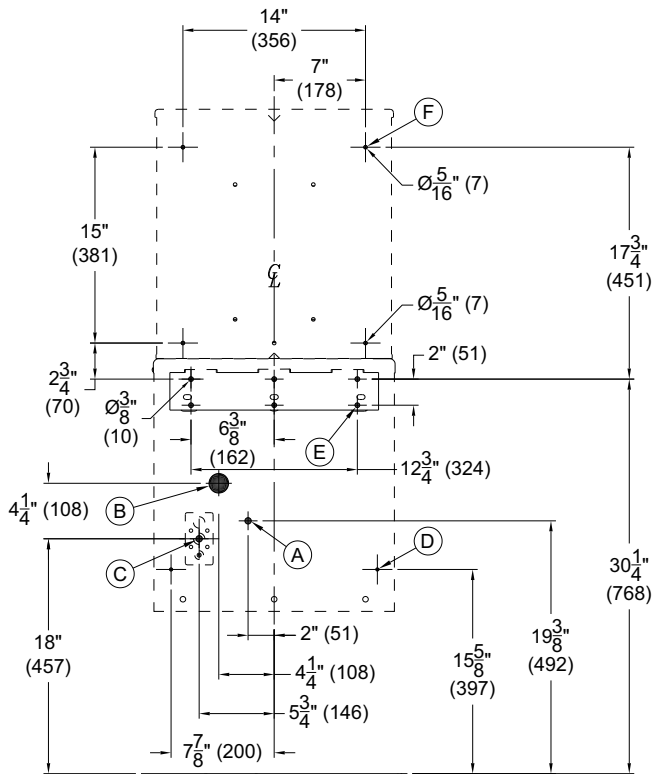 14"
(356)
7"
(178)
F
Ø5/16" (7)
15"
(381)
17 3/4"
(451)
CL
Ø5/16" (7)
2" (51)
2 3/4"
(70)
Ø3/8"
(10)
6 3/8"
(162)
E
12 3/4" (324)
B
4 1/4" (108)
A
C
D
30 1/4"
(768)
18"
(457)
2" (51)
19 3/8"
(492)
15 5/8"
(397)
4 1/4" (108)
5 3/4" (146)
7 7/8" (200)